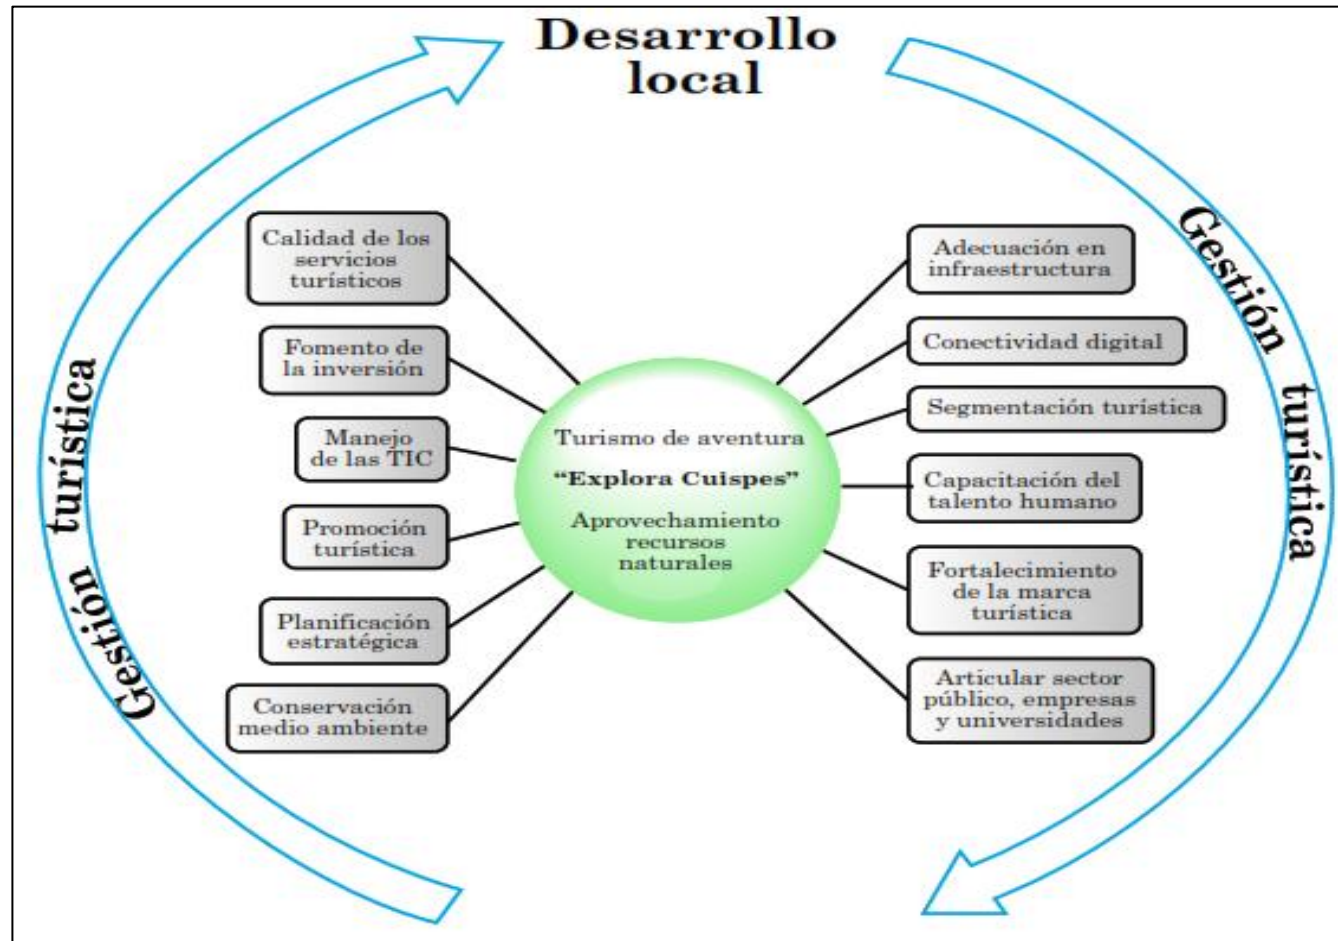 Desarrollo
local
Gestión turística
Calidad de los
servicios
turísticos
Fomento de
la inversión
Manejo
de las TIC
Promoción
turística
Planificación
estratégica
Conservación
medio ambiente
Turismo de aventura
“Explora Cuispes”
Aprovechamiento
recursos
naturales
Adecuación en
infraestructura
Conectividad digital
Segmentación turística
Capacitación del
talento humano
Fortalecimiento
de la marca
turística
Articular sector
público, empresas
y universidades
Gestión turística